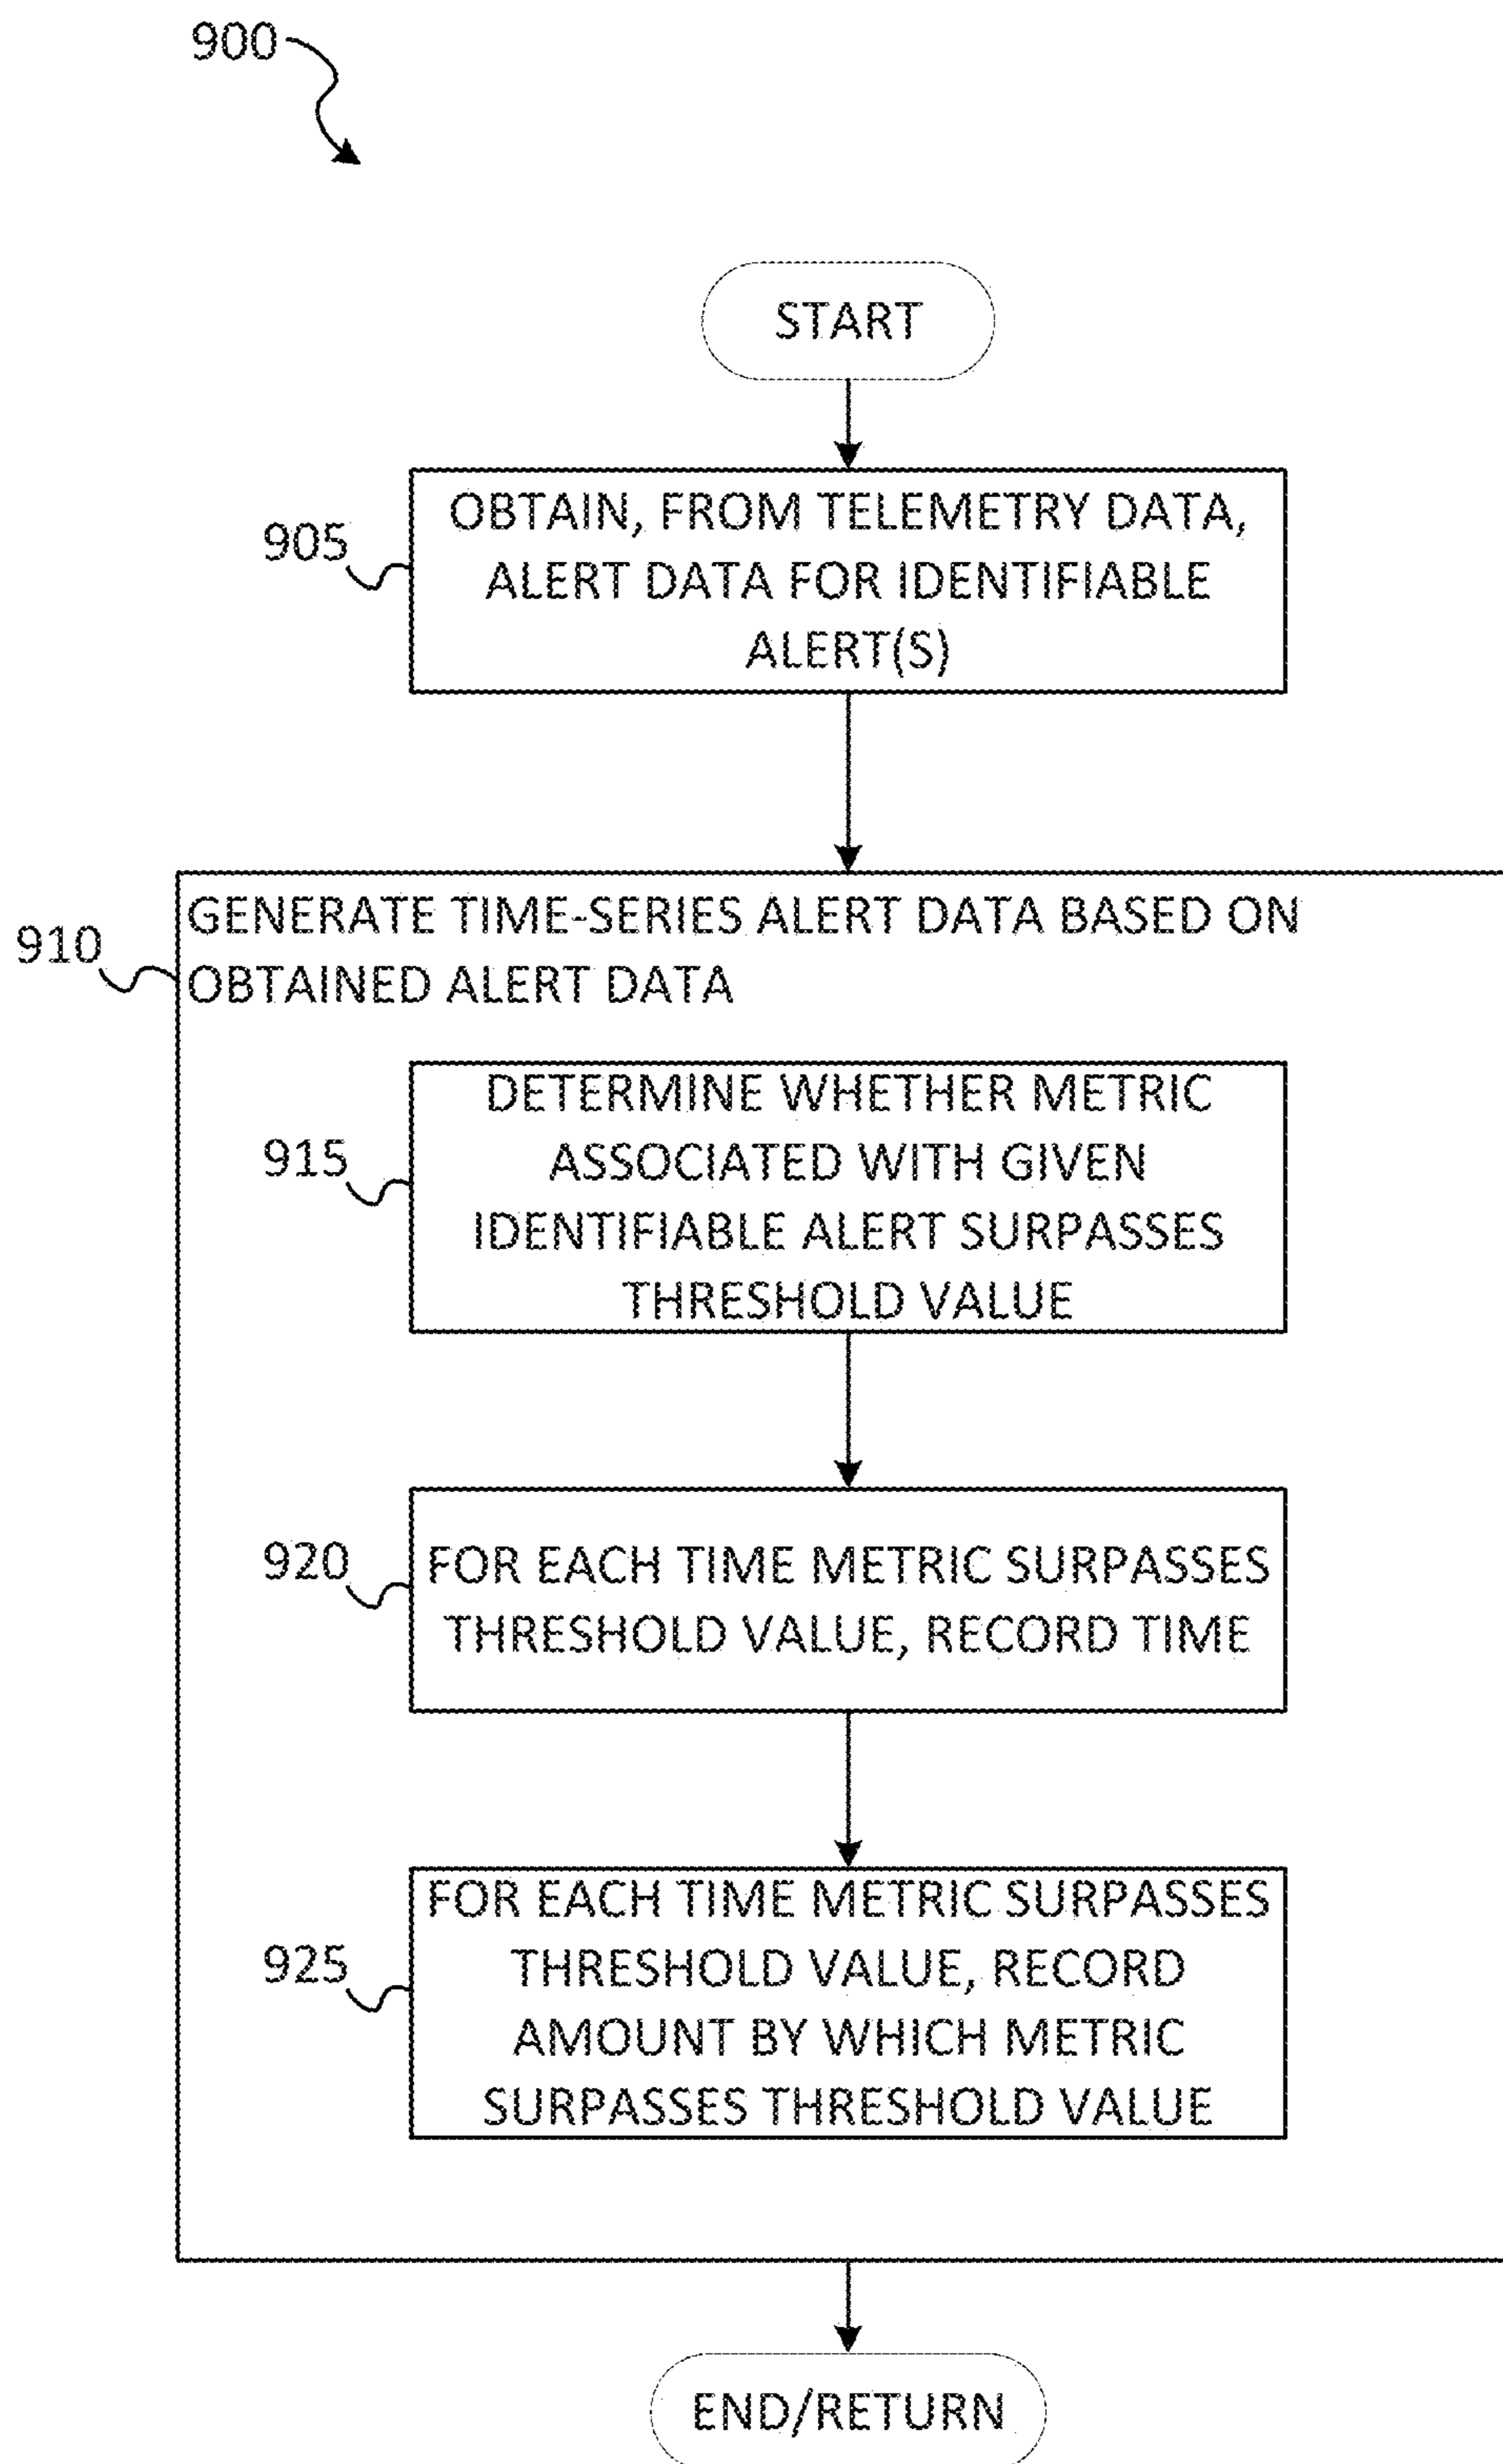 900
START
905
OBTAIN, FROM TELEMETRY DATA,
ALERT DATA FOR IDENTIFIABLE
ALERT(S)
910
GENERATE TIME-SERIES ALERT DATA BASED ON
OBTAINED ALERT DATA
915
DETERMINE WHETHER METRIC
ASSOCIATED WITH GIVEN
IDENTIFIABLE ALERT SURPASSES
THRESHOLD VALUE
920
FOR EACH TIME METRIC SURPASSES
THRESHOLD VALUE, RECORD TIME
925
FOR EACH TIME METRIC SURPASSES
THRESHOLD VALUE, RECORD
AMOUNT BY WHICH METRIC
SURPASSES THRESHOLD VALUE
END/RETURN